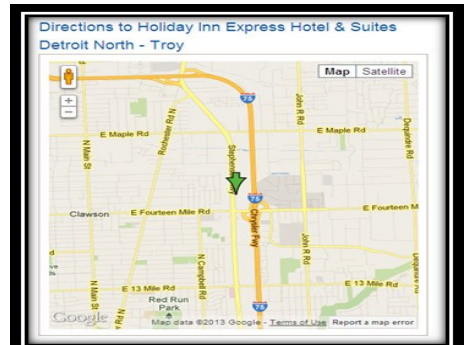 Directions to Holiday Inn Express Hotel & Suites
Detroit North - Troy
Map Satellite
+
−
75
John R Rd
Rochester Rd N
Dequindre Rd
E Maple Rd
E Maple Rd
N Main St
75
Clawson
E Fourteen Mile Rd
E Fourteen M
Chrysler Fwy
John R Rd
N Campbell Rd
N Main St
E 13 Mile Rd
E 13 Mile Rd
Red Run
Park
75
Google
Map data ©2013 Google - Terms of Use Report a map error